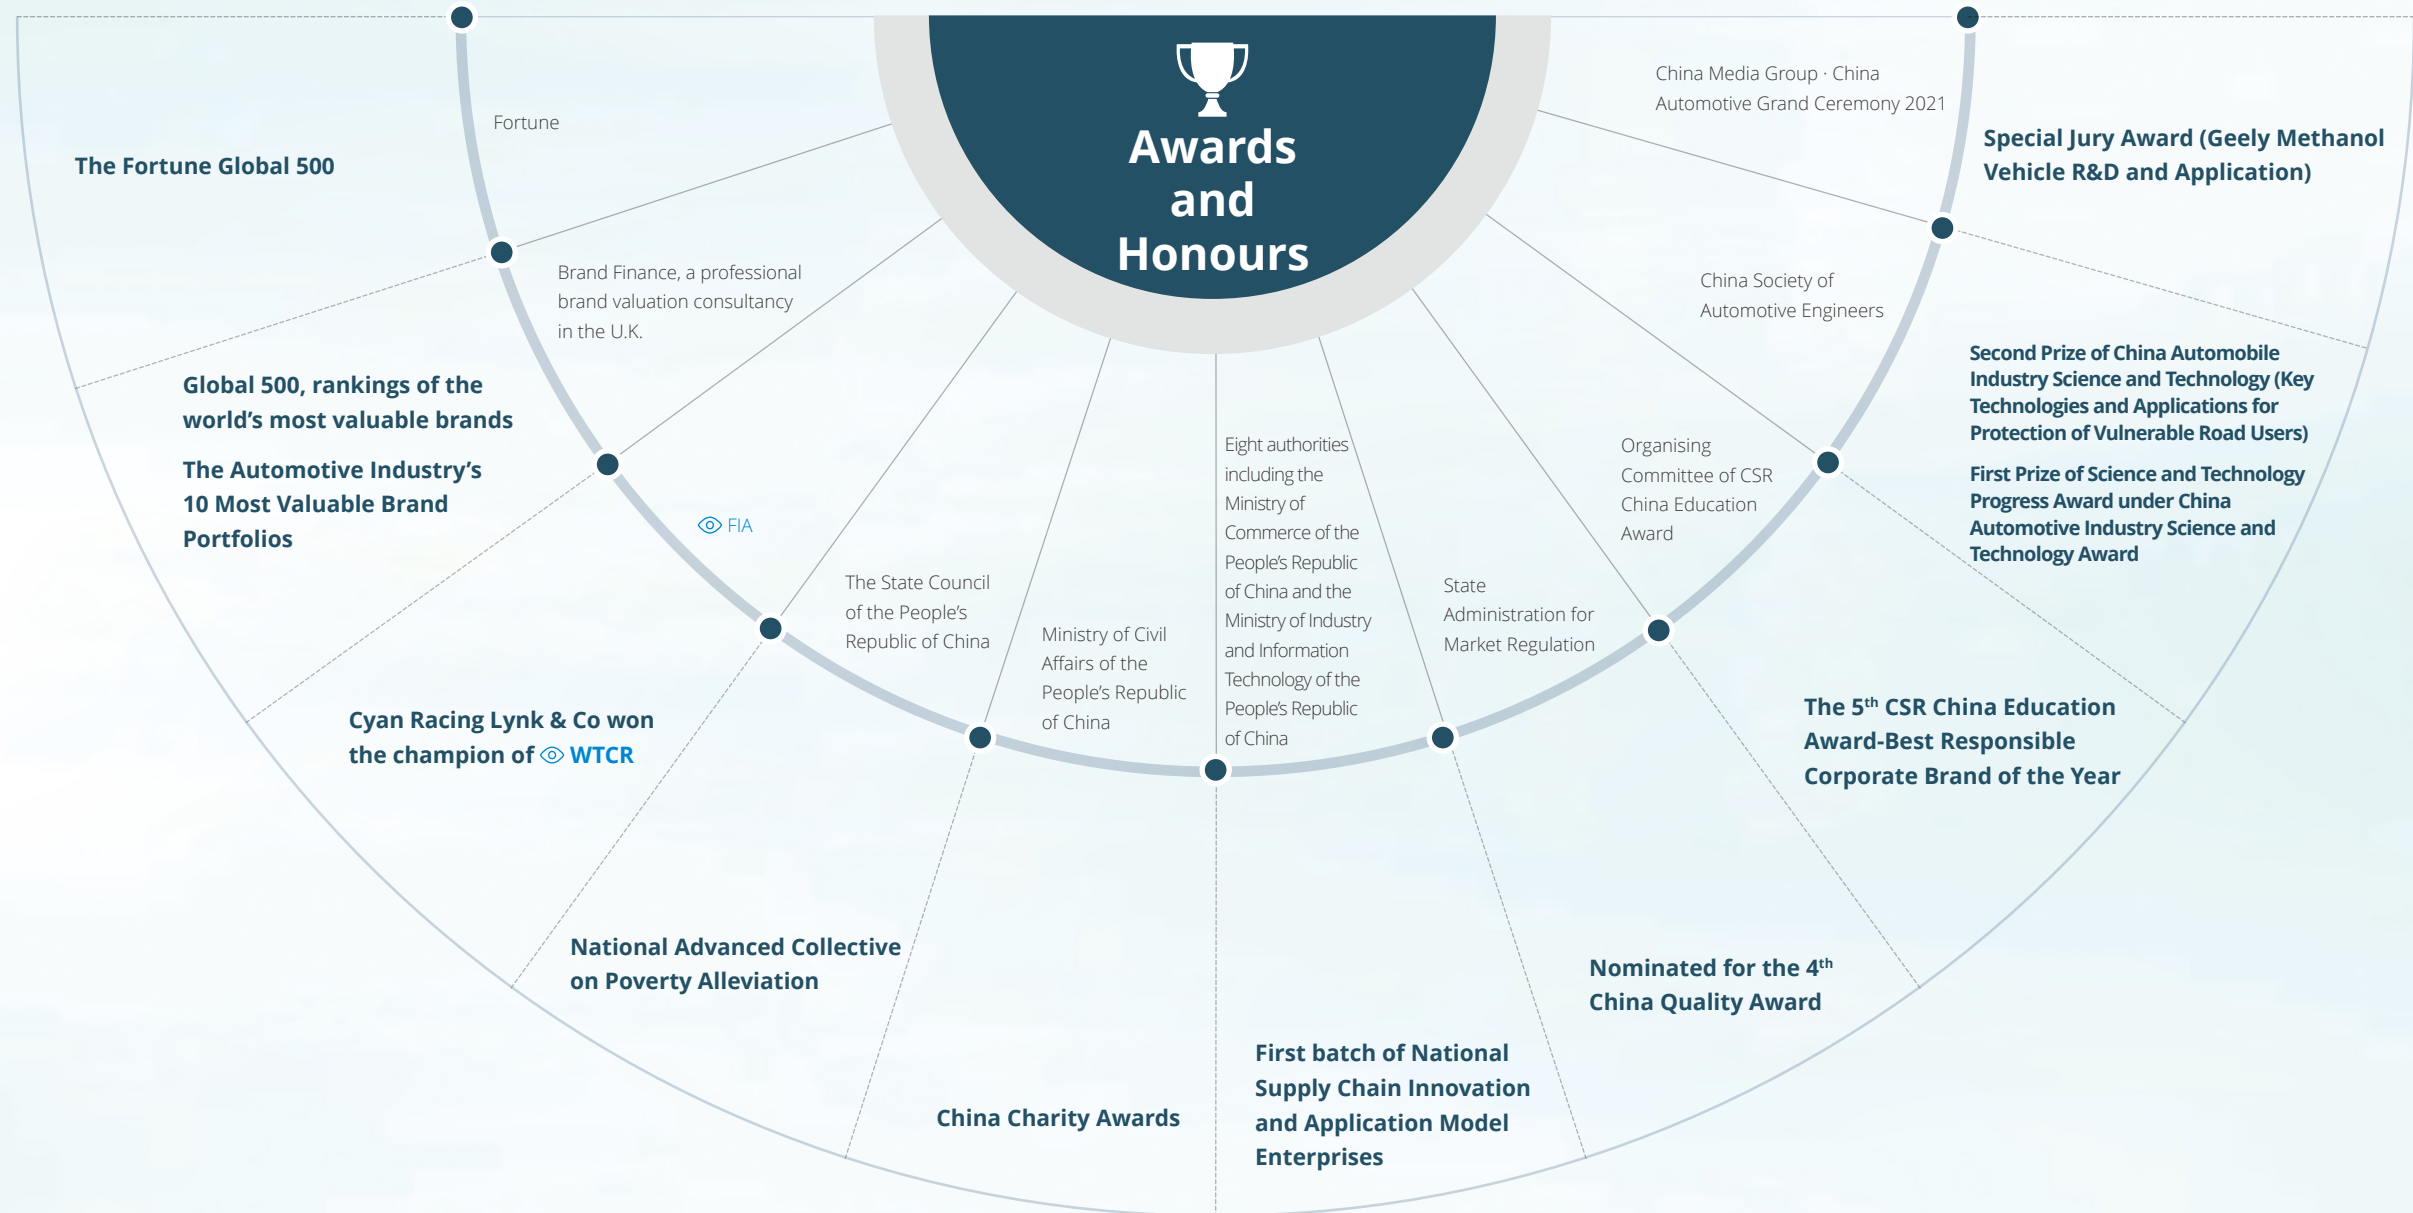 Awards
and
Honours
Fortune
The Fortune Global 500
Brand Finance, a professional
brand valuation consultancy
in the U.K.
Global 500, rankings of the
world’s most valuable brands
The Automotive Industry’s
10 Most Valuable Brand
Portfolios
FIA
Cyan Racing Lynk & Co won
the champion of WTCR
The State Council
of the People’s
Republic of China
National Advanced Collective
on Poverty Alleviation
Ministry of Civil
Affairs of the
People’s Republic
of China
China Charity Awards
Eight authorities
including the
Ministry of
Commerce of the
People’s Republic
of China and the
Ministry of Industry
and Information
Technology of the
People’s Republic
of China
First batch of National
Supply Chain Innovation
and Application Model
Enterprises
State
Administration for
Market Regulation
Nominated for the 4th
China Quality Award
Organising
Committee of CSR
China Education
Award
The 5th CSR China Education
Award-Best Responsible
Corporate Brand of the Year
China Society of
Automotive Engineers
Second Prize of China Automobile
Industry Science and Technology (Key
Technologies and Applications for
Protection of Vulnerable Road Users)
First Prize of Science and Technology
Progress Award under China
Automotive Industry Science and
Technology Award
China Media Group · China
Automotive Grand Ceremony 2021
Special Jury Award (Geely Methanol
Vehicle R&D and Application)